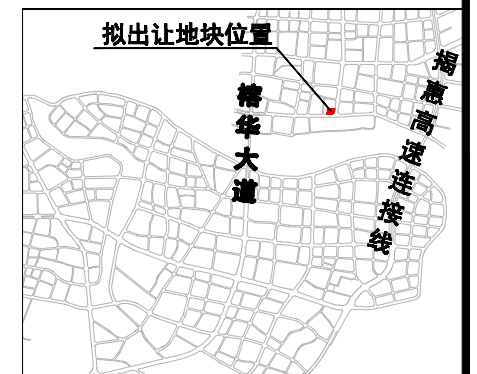 拟出让地块位置
榕华大道
揭惠高速连接线